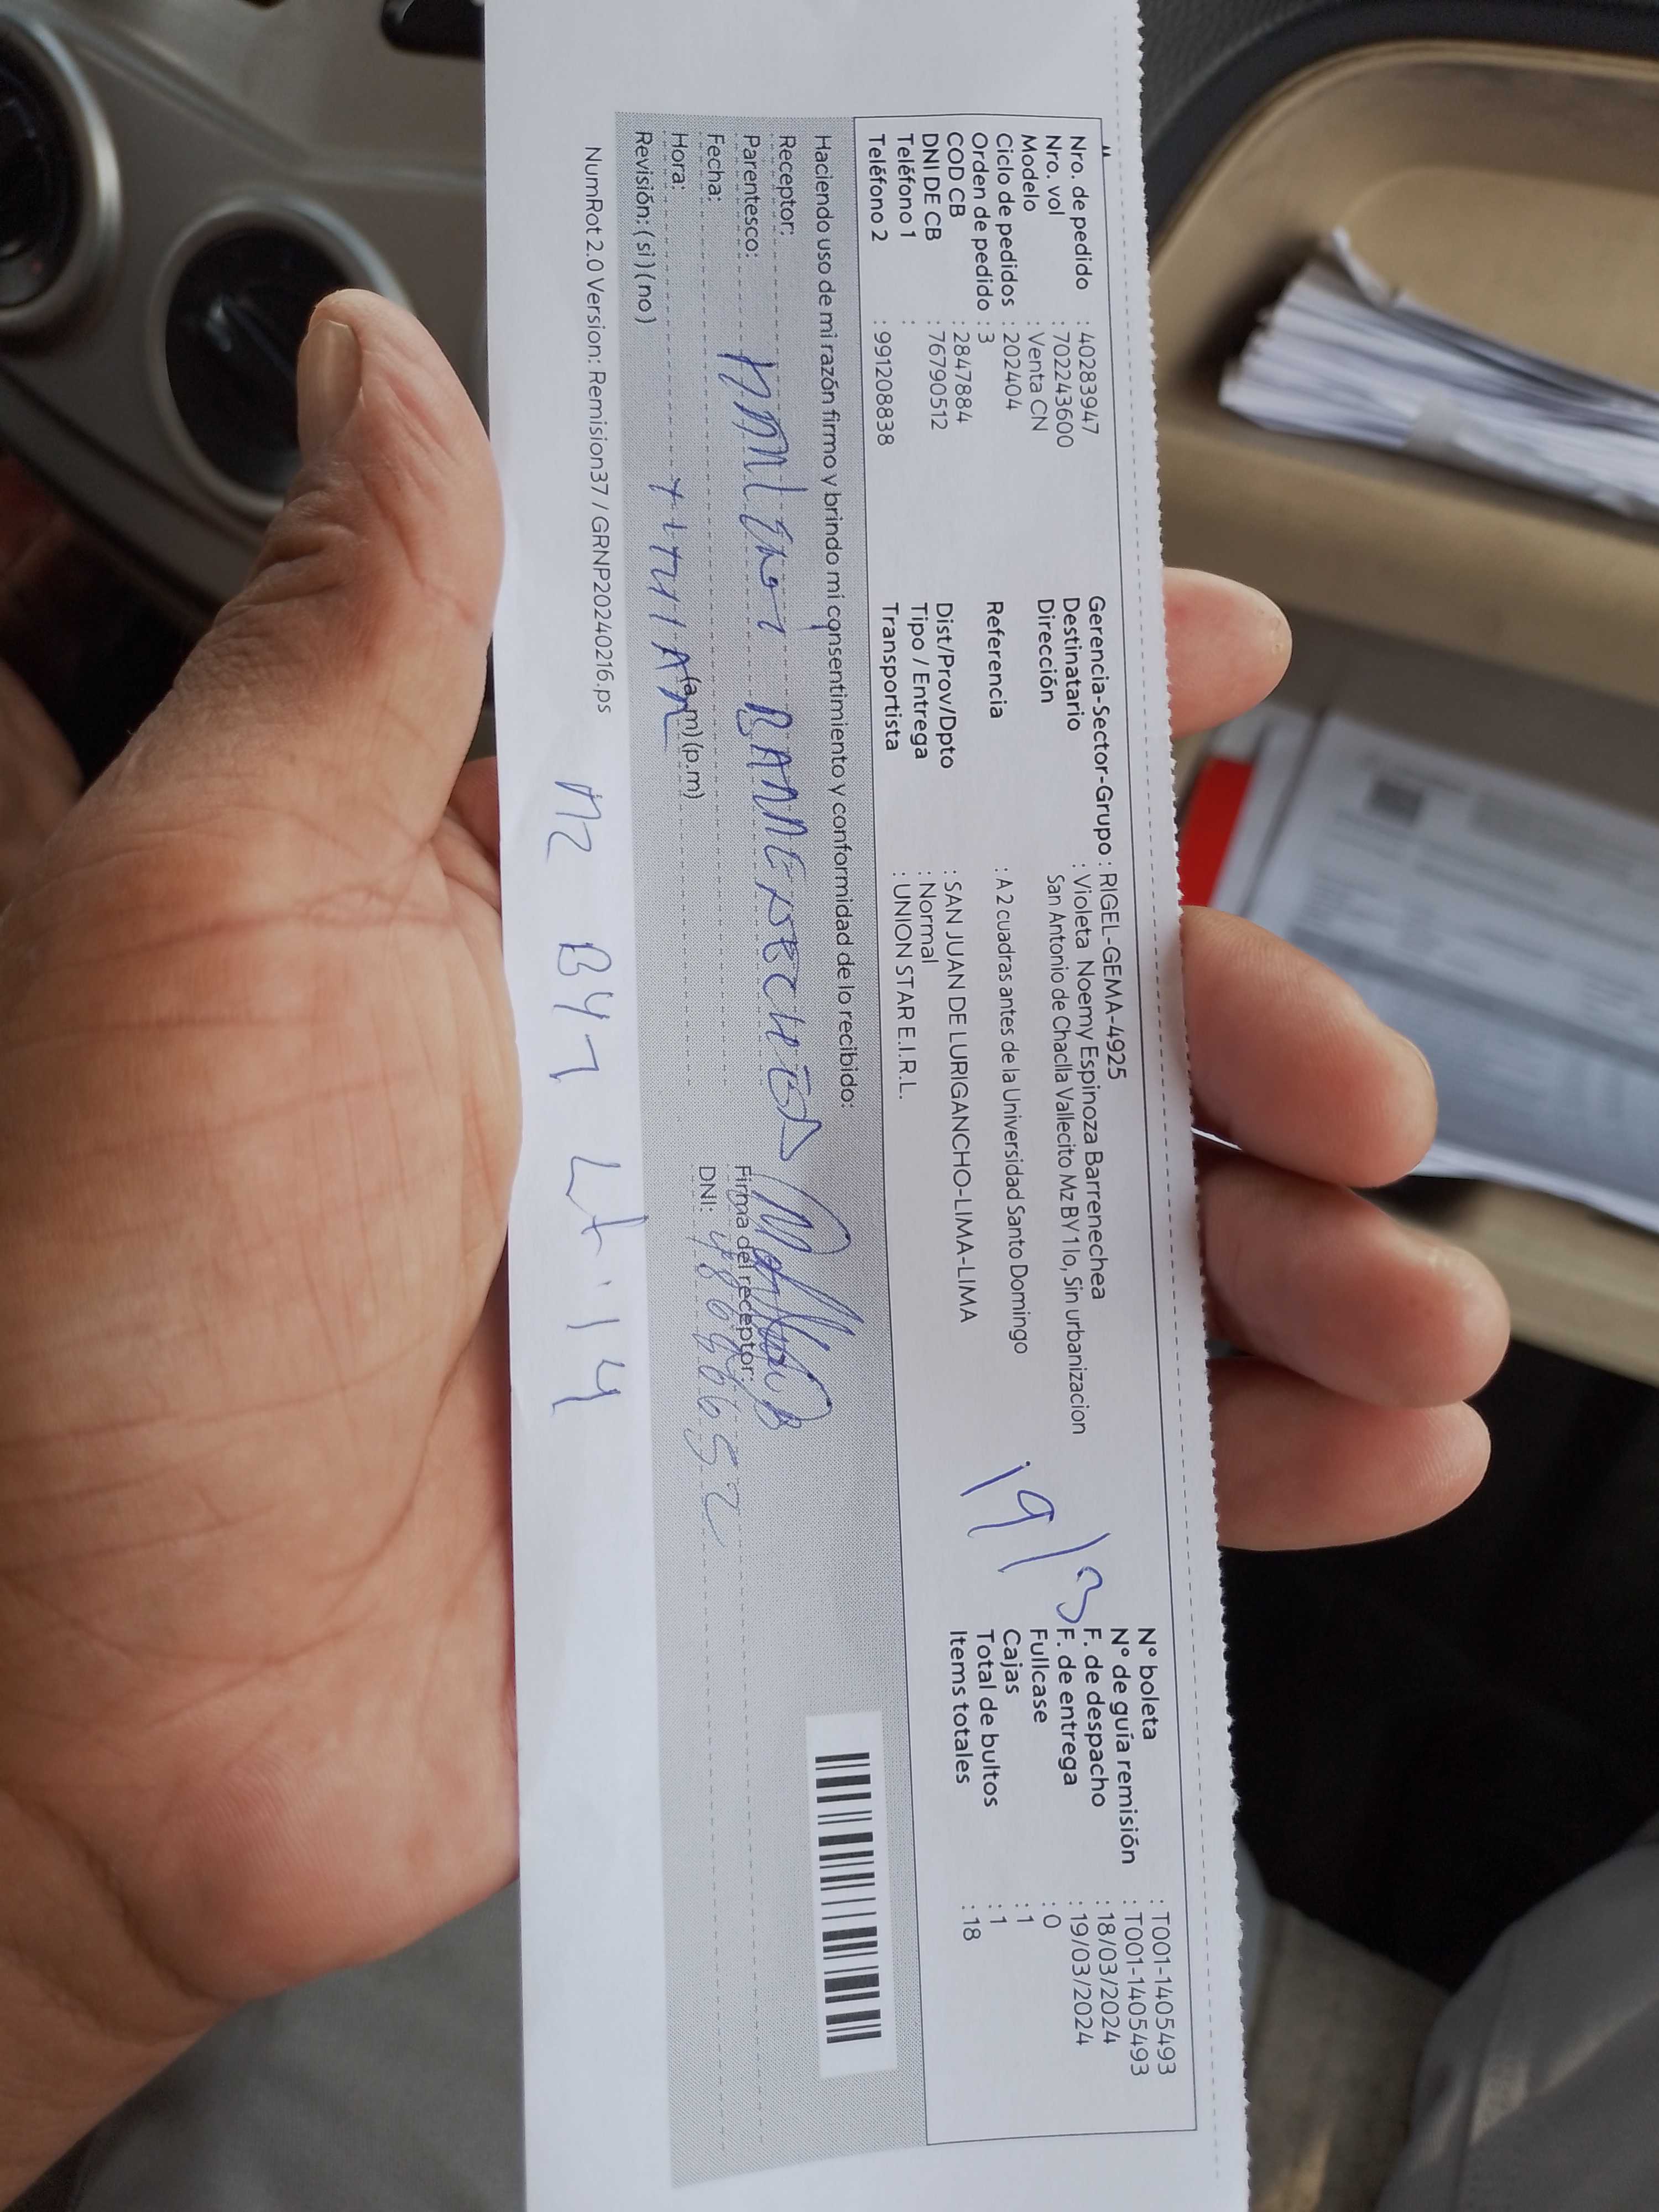 Nro. de pedido : 40283947
Nro. vol : 702243600
Modelo : Venta CN
Ciclo de pedidos : 202404
Orden de pedido : 3
COD CB : 2847884
DNI DE CB : 76790512
Teléfono 1 :
Teléfono 2 : 991208838
Gerencia-Sector-Grupo : RIGEL-GEMA-4925
Destinatario : Violeta Noemy Espinoza Barrenechea
Dirección : San Antonio de Chaclla Vallecito Mz BY 1 lo, Sin urbanizacion
Referencia : A 2 cuadras antes de la Universidad Santo Domingo
Dist/Prov/Dpto : SAN JUAN DE LURIGANCHO-LIMA-LIMA
Tipo / Entrega : Normal
Transportista : UNION STAR E.I.R.L.
19/3
N° boleta : T001-1405493
N° de guía remisión : T001-1405493
F. de despacho : 18/03/2024
F. de entrega : 19/03/2024
Fullcase : 0
Cajas : 1
Total de bultos : 1
Items totales : 18
Haciendo uso de mi razón firmo y brindo mi consentimiento y conformidad de lo recibido:
Receptor:
Parentesco:
Fecha:
Hora: (a.m) (p.m)
Revisión: (si) (no)
Firma del receptor:
DNI:
NumRot 2.0 Version: Remision37 / GRNP20240216.ps
MZ BY1 Lt 14